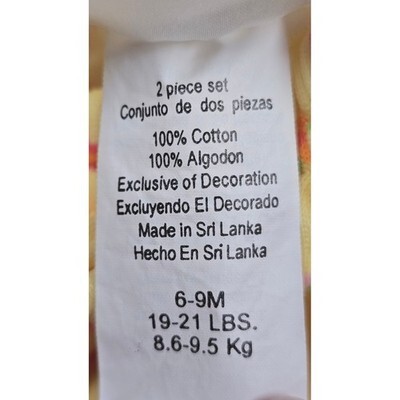 2 piece set
Conjunto de dos piezas
100% Cotton
100% Algodon
Exclusive of Decoration
Excluyendo El Decorado
Made in Sri Lanka
Hecho En Sri Lanka
6-9M
19-21 LBS.
8.6-9.5 Kg